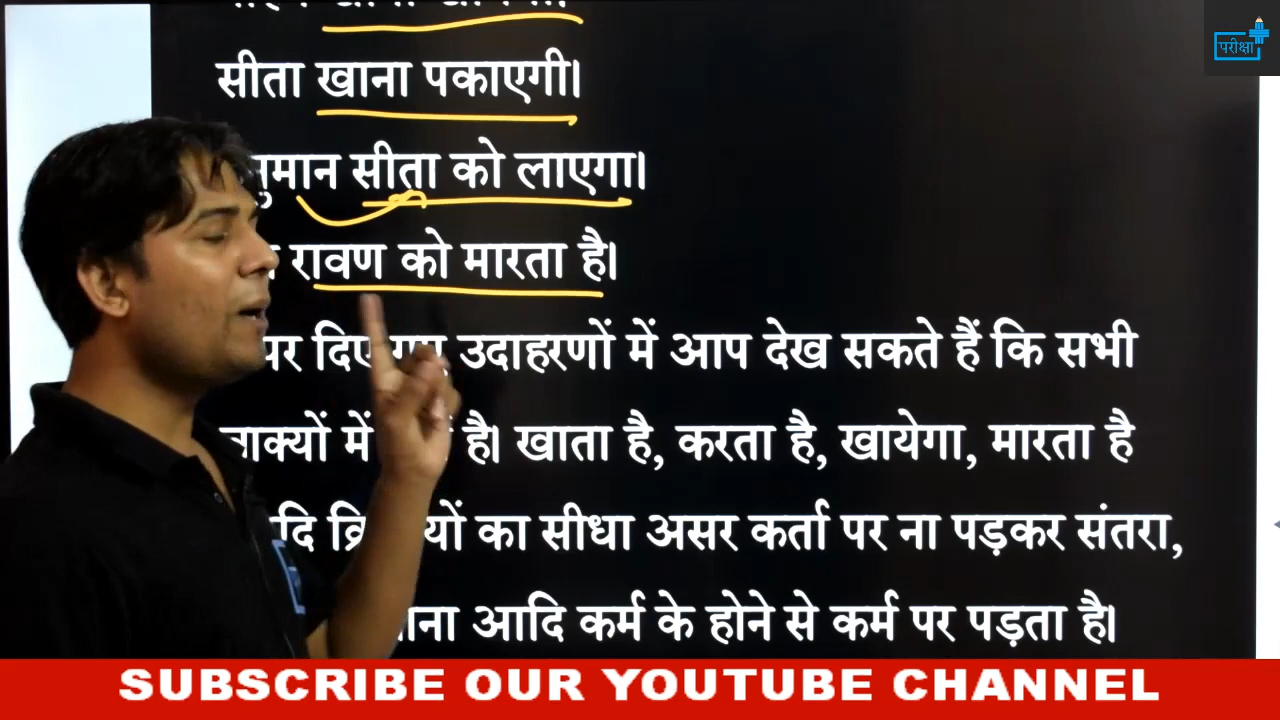 परीक्षा
सीता खाना पकाएगी।
सीता को लाएगा।
रावण को मारता है।
उदाहरणों में आप देख सकते हैं कि सभी
वाक्यों में है। खाता है, करता है, खायेगा, मारता है
का सीधा असर कर्ता पर ना पड़कर संतरा,
आदि कर्म के होने से कर्म पर पड़ता है।
SUBSCRIBE OUR YOUTUBE CHANNEL